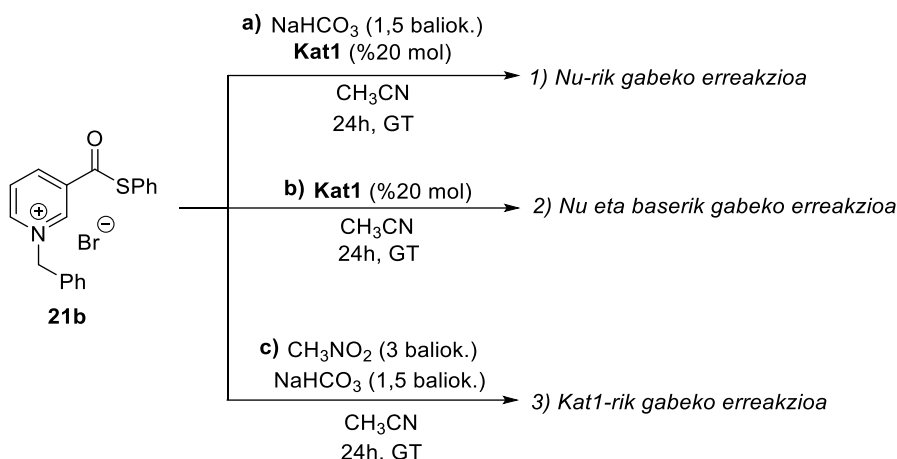 a) NaHCO₃ (1,5 baliok.)
Kat1 (%20 mol)
CH₃CN
24h, GT
1) Nu-rik gabeko erreakzioa
O
SPh
N
+
Br⁻
Ph
21b
b) Kat1 (%20 mol)
CH₃CN
24h, GT
2) Nu eta baserik gabeko erreakzioa
c) CH₃NO₂ (3 baliok.)
NaHCO₃ (1,5 baliok.)
CH₃CN
24h, GT
3) Kat1-rik gabeko erreakzioa